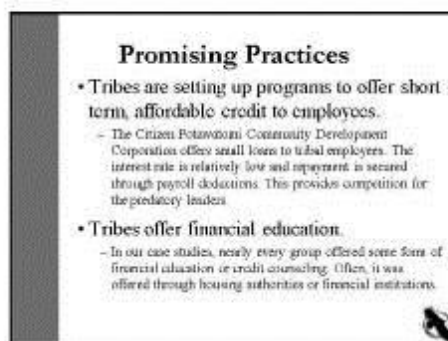 Promising Practices
• Tribes are setting up programs to offer short
term, affordable credit to employees.
– The Citizen Potawatomi Community Development
Corporation offers small loans to tribal employees. The
interest rate is relatively low and repayment is secured
through payroll deductions. This provides competition for
the predatory lenders
• Tribes offer financial education.
– In our case studies, nearly every group offered some form of
financial education or credit counseling. Often, it was
offered through housing authorities or financial institutions.